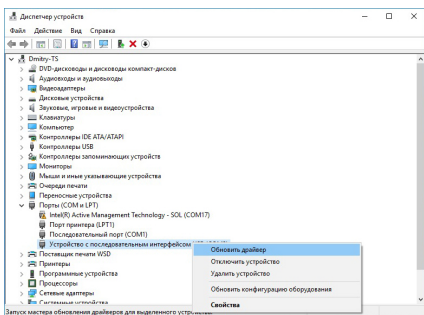 Диспетчер устройств
Файл Действие Вид Справка
Dmitry-TS
DVD-дисководы и дисководы компакт-дисков
Аудиовходы и аудиовыходы
Видеоадаптеры
Дисковые устройства
Звуковые, игровые и видеоустройства
Клавиатуры
Компьютер
Контроллеры IDE ATA/ATAPI
Контроллеры USB
Контроллеры запоминающих устройств
Мониторы
Мыши и иные указывающие устройства
Очереди печати
Переносные устройства
Порты (COM и LPT)
Intel(R) Active Management Technology - SOL (COM17)
Порт принтера (LPT1)
Последовательный порт (COM1)
Устройство с последовательным интерфейсом
Обновить драйвер
Поставщик печати WSD
Отключить устройство
Принтеры
Удалить устройство
Программные устройства
Процессоры
Обновить конфигурацию оборудования
Сетевые адаптеры
Свойства
Системные устройства
Запуск мастера обновления драйверов для выделенного